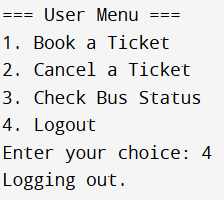 === User Menu ===
1. Book a Ticket
2. Cancel a Ticket
3. Check Bus Status
4. Logout
Enter your choice: 4
Logging out.